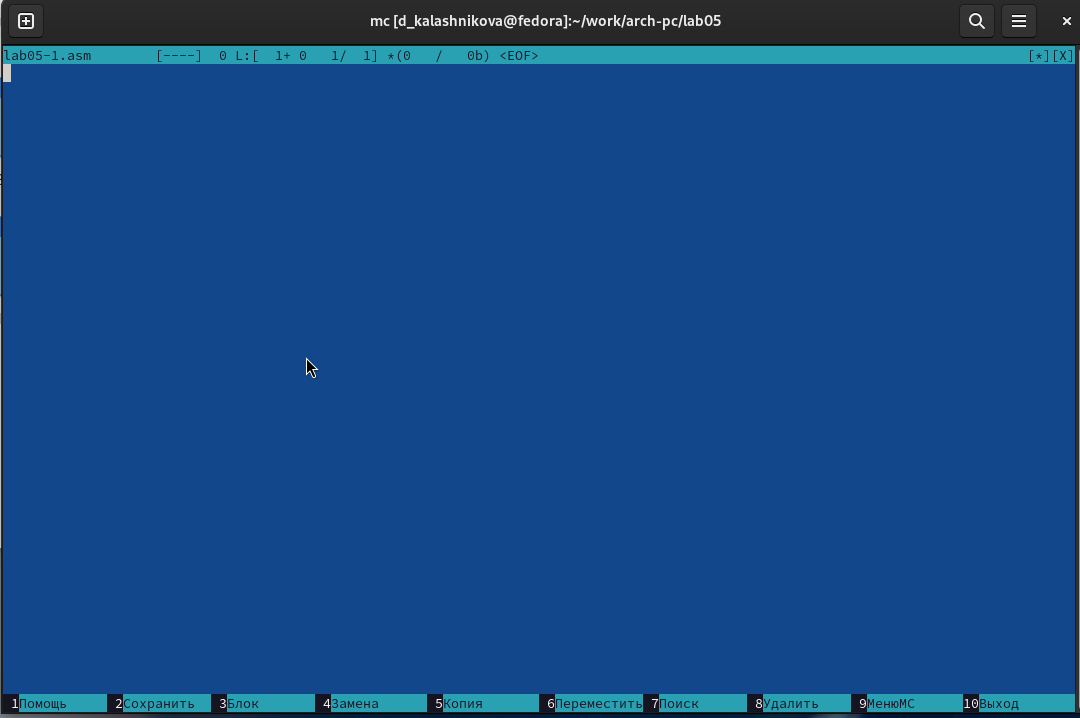 mc [d_kalashnikova@fedora]:~/work/arch-pc/lab05
lab05-1.asm [----] 0 L:[ 1+ 0 1/ 1] *(0 / 0b) <EOF> [*][X]
1Помощь 2Сохранить 3Блок 4Замена 5Копия 6Переместить 7Поиск 8Удалить 9МенюMC 10Выход